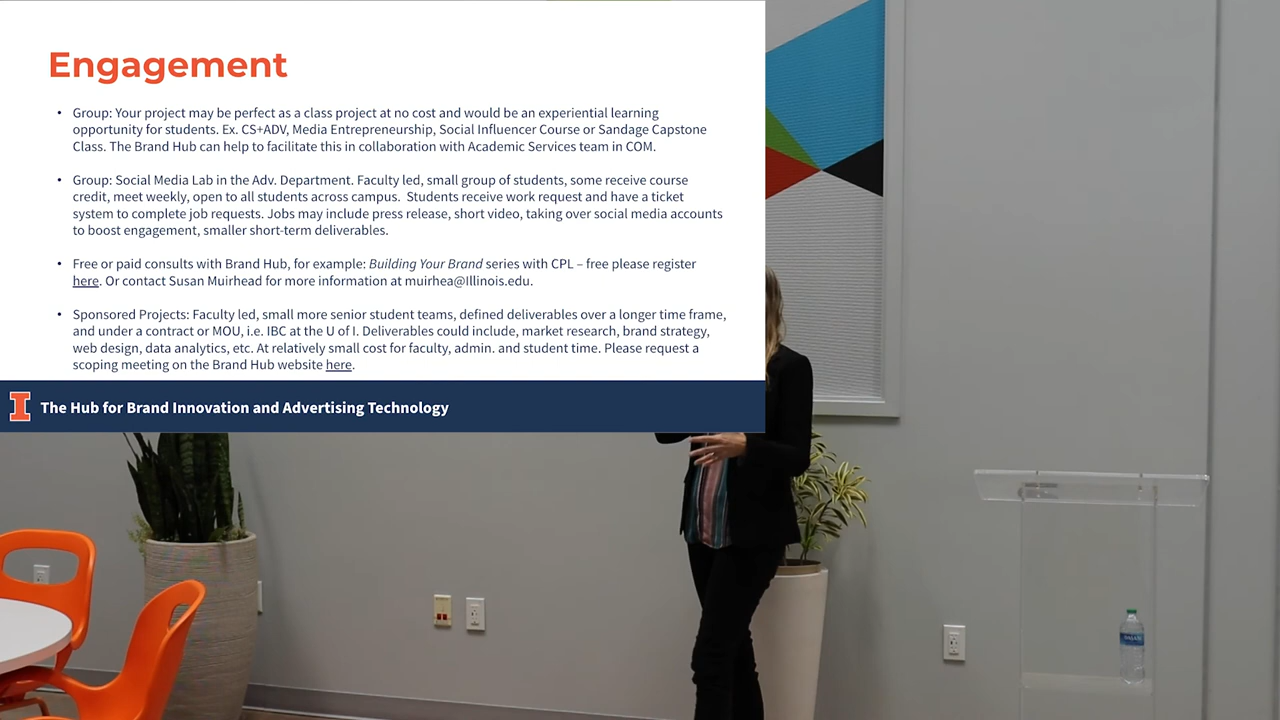 Engagement
• Group: Your project may be perfect as a class project at no cost and would be an experiential learning
opportunity for students. Ex. CS+ADV, Media Entrepreneurship, Social Influencer Course or Sandage Capstone
Class. The Brand Hub can help to facilitate this in collaboration with Academic Services team in COM.
• Group: Social Media Lab in the Adv. Department. Faculty led, small group of students, some receive course
credit, meet weekly, open to all students across campus. Students receive work request and have a ticket
system to complete job requests. Jobs may include press release, short video, taking over social media accounts
to boost engagement, smaller short-term deliverables.
• Free or paid consults with Brand Hub, for example: Building Your Brand series with CPL – free please register
here. Or contact Susan Muirhead for more information at muirhea@Illinois.edu.
• Sponsored Projects: Faculty led, small more senior student teams, defined deliverables over a longer time frame,
and under a contract or MOU, i.e. IBC at the U of I. Deliverables could include, market research, brand strategy,
web design, data analytics, etc. At relatively small cost for faculty, admin. and student time. Please request a
scoping meeting on the Brand Hub website here.
I The Hub for Brand Innovation and Advertising Technology